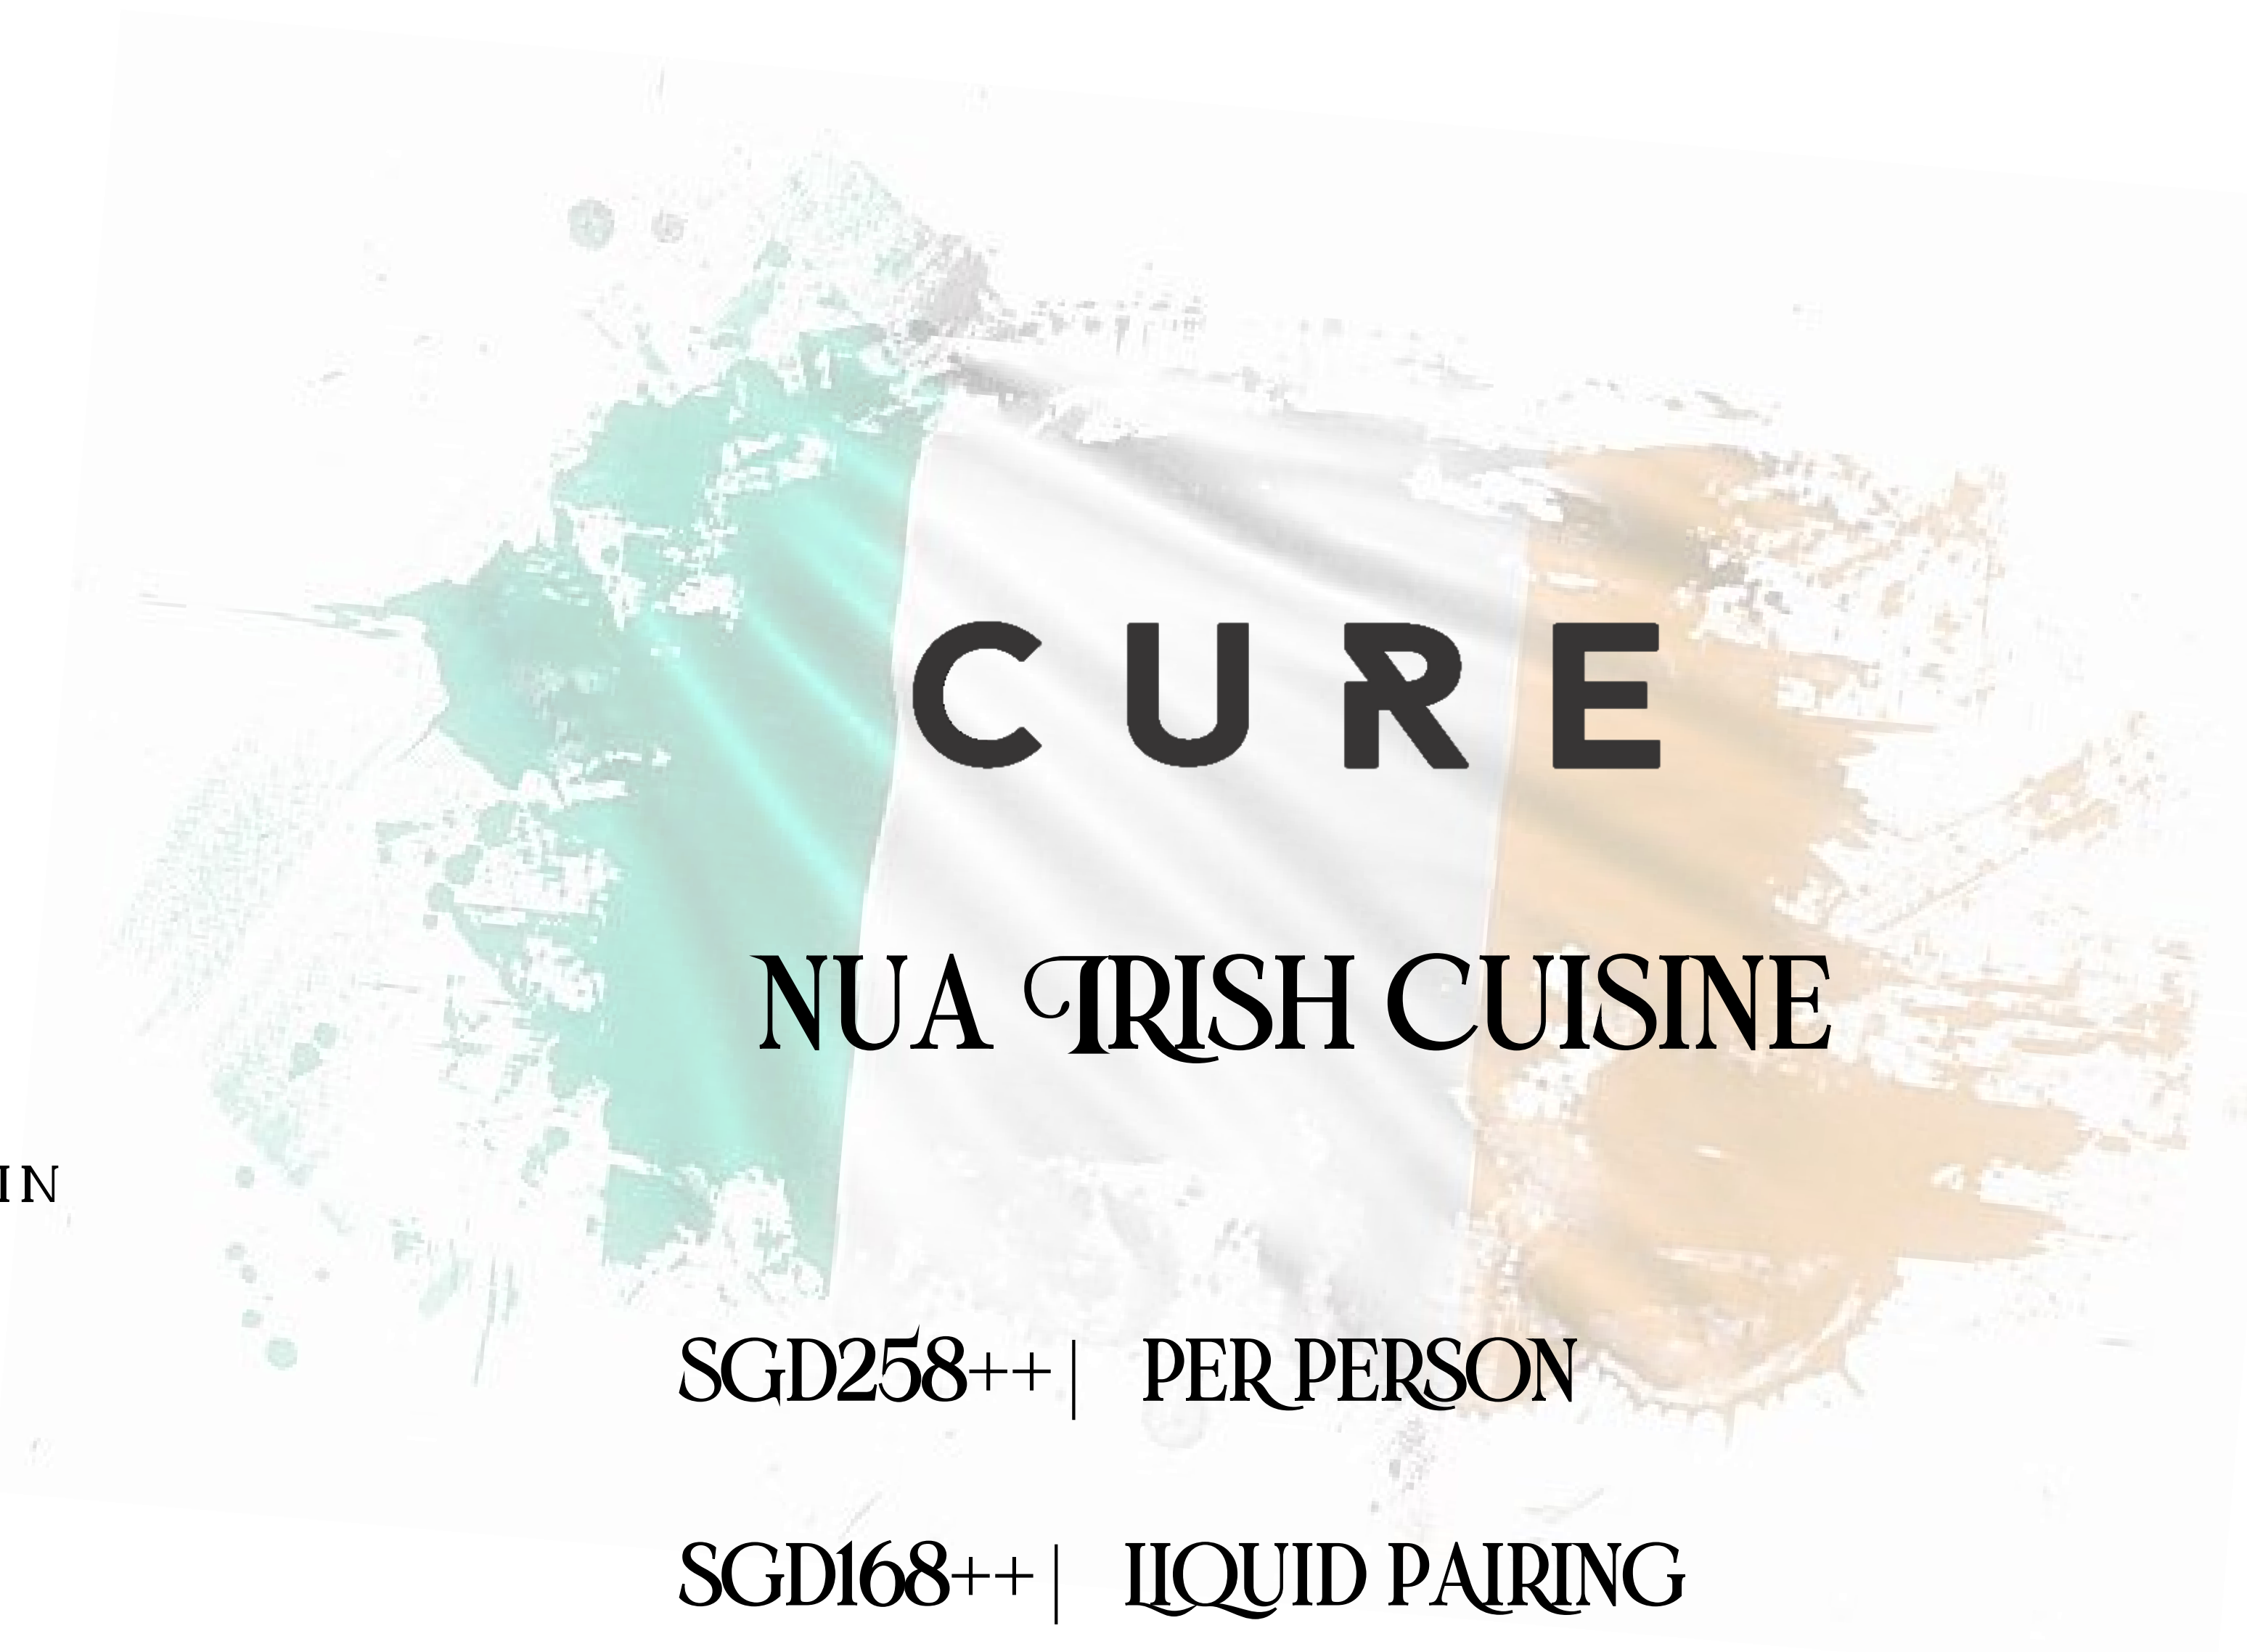 CURE
NUA IRISH CUISINE
IN
SGD258++| PER PERSON
SGD168++| LIQUID PAIRING